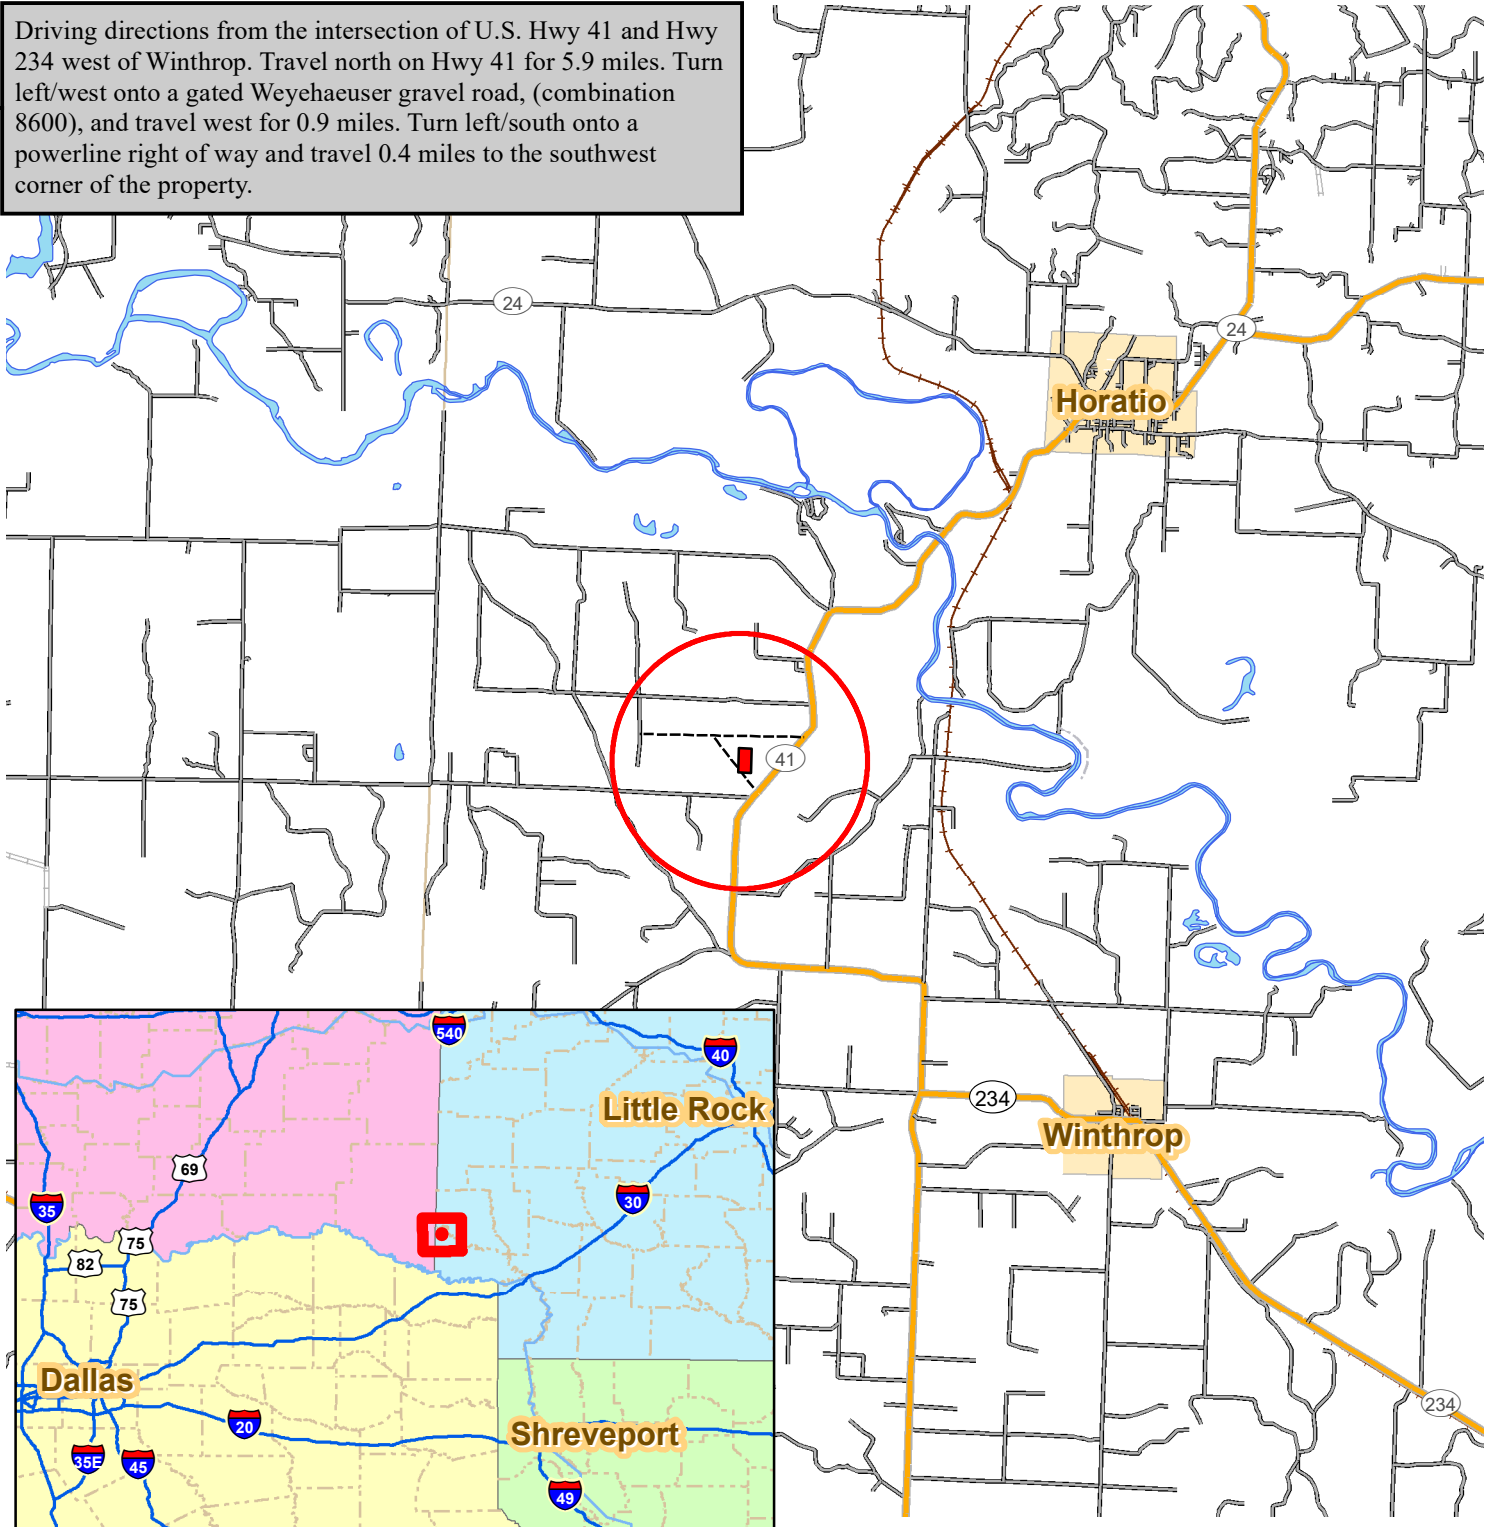 Driving directions from the intersection of U.S. Hwy 41 and Hwy
234 west of Winthrop. Travel north on Hwy 41 for 5.9 miles. Turn
left/west onto a gated Weyehaeuser gravel road, (combination
8600), and travel west for 0.9 miles. Turn left/south onto a
powerline right of way and travel 0.4 miles to the southwest
corner of the property.
24
24
Horatio
41
234
Winthrop
234
540
40
Little Rock
69
30
35
75
82
75
Dallas
20
Shreveport
35E
45
49